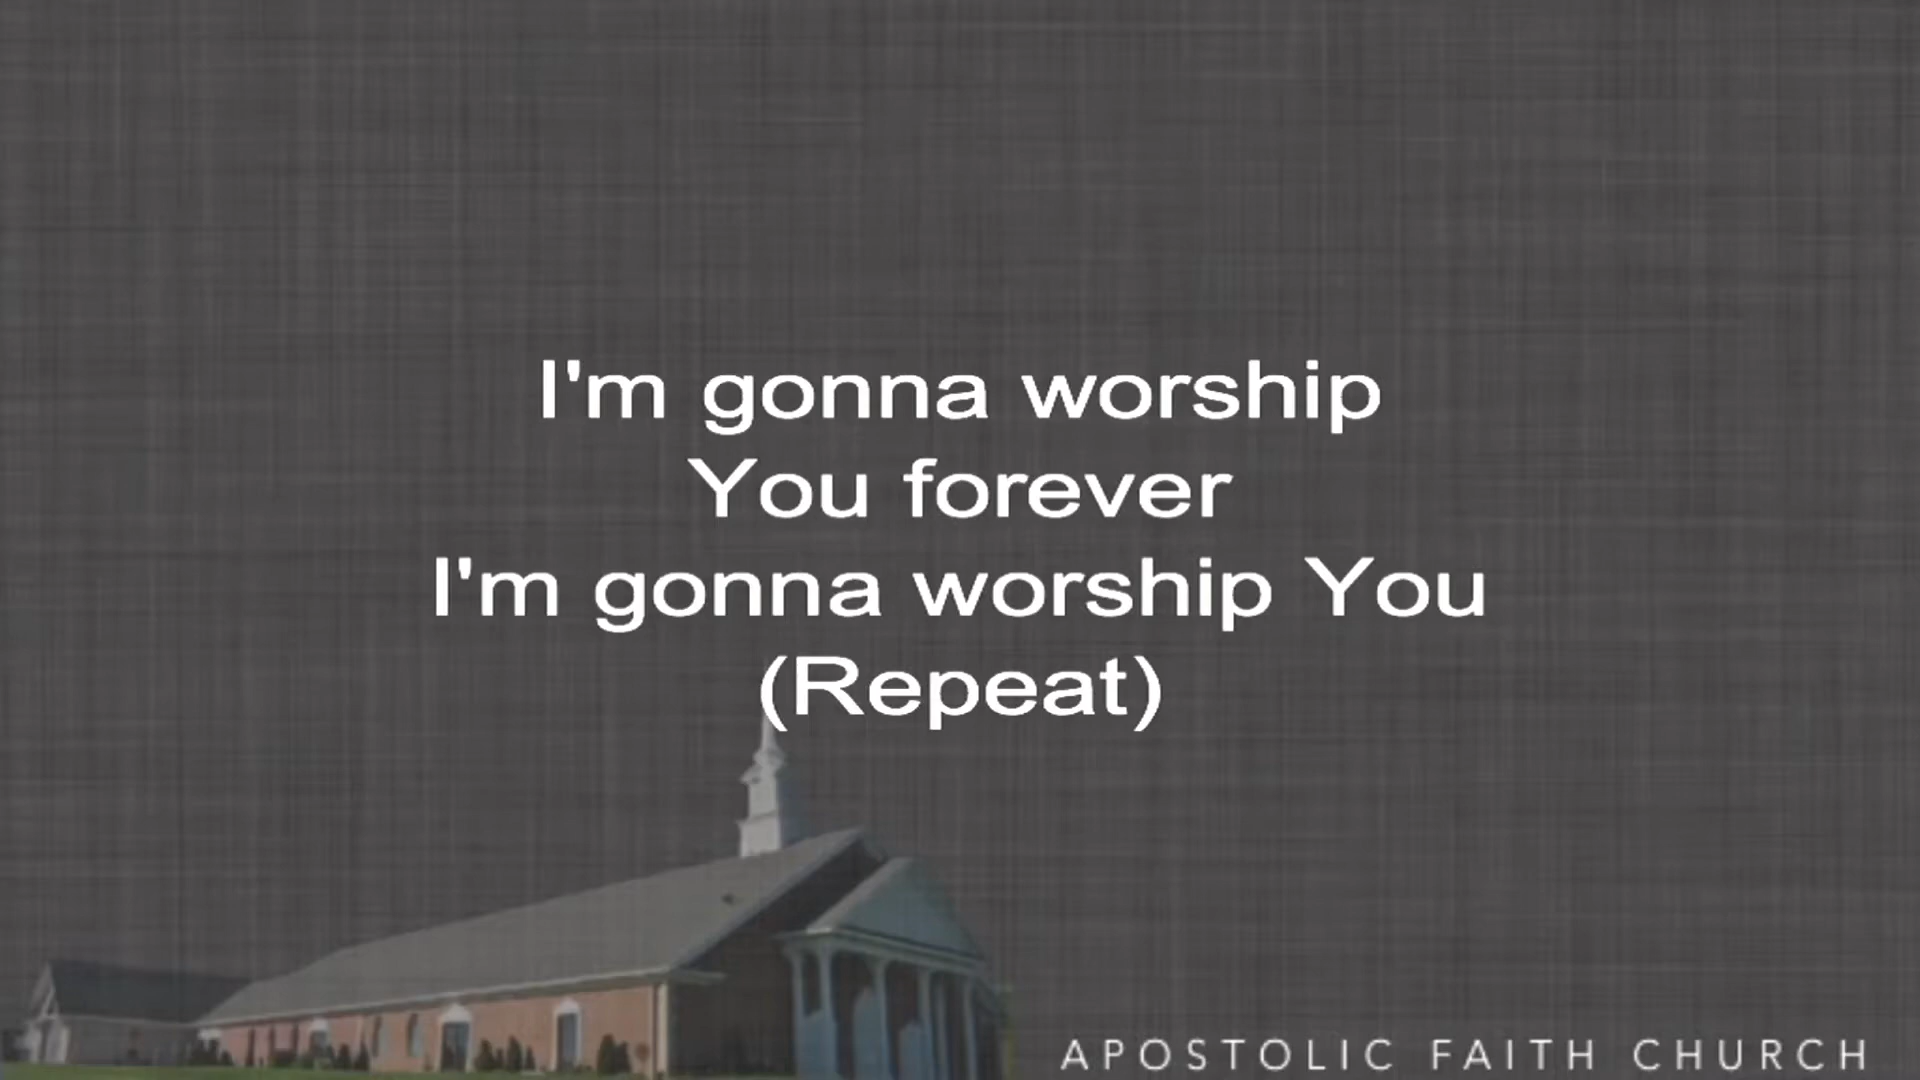 I'm gonna worship
You forever
I'm gonna worship You
(Repeat)
APOSTOLIC FAITH CHURCH